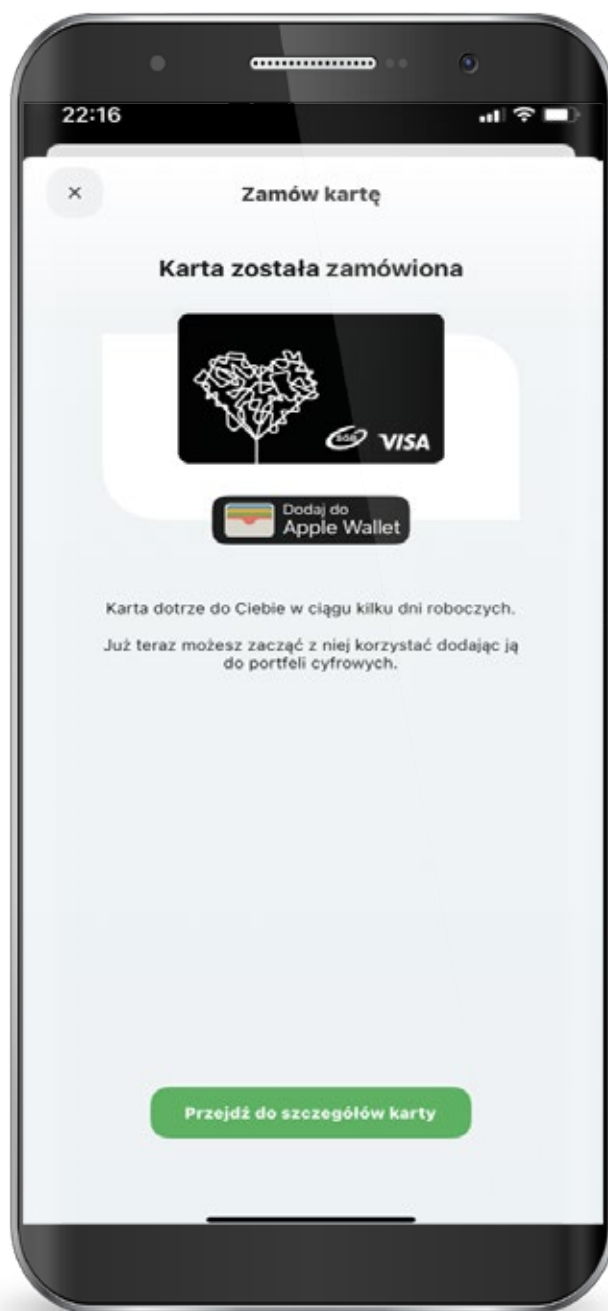 22:16
Zamów kartę
Karta została zamówiona
SGB VISA
Dodaj do
Apple Wallet
Karta dotrze do Ciebie w ciągu kilku dni roboczych.
Już teraz możesz zacząć z niej korzystać dodając ją
do portfeli cyfrowych.
Przejdź do szczegółów karty